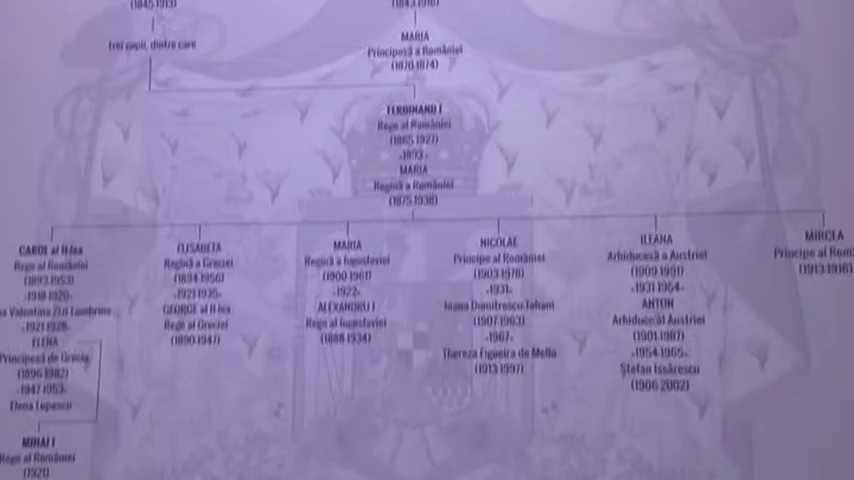 (1845-1913)
(1843-1916)
trei copii, dintre care
MARIA
Principesă a României
(1870-1874)
FERDINAND I
Rege al României
(1865-1927)
-1893-
MARIA
Regină a României
(1875-1938)
CAROL al II-lea
Rege al României
(1893-1953)
-1918-1920-
Valentina Zizi Lambrino
-1921-1928-
ELENA
Principesă de Grecia
(1896-1982)
-1947-1953-
Elena Lupescu
MIHAI I
Rege al României
(1921)
ELISABETA
Regină a Greciei
(1894-1956)
-1921-1935-
GEORGE al II-lea
Rege al Greciei
(1890-1947)
MARIA
Regină a Iugoslaviei
(1900-1961)
-1922-
ALEXANDRU I
Rege al Iugoslaviei
(1888-1934)
NICOLAE
Principe al României
(1903-1978)
-1931-
Ioana Dumitrescu-Tohani
(1907-1963)
-1967-
Thereza Figueira de Mello
(1913-1997)
ILEANA
Arhiducesă a Austriei
(1909-1991)
-1931-1954-
ANTON
Arhiduce al Austriei
(1901-1987)
-1954-1965-
Ștefan Issărescu
(1906-2002)
MIRCEA
Principe al Rom
(1913-1916)